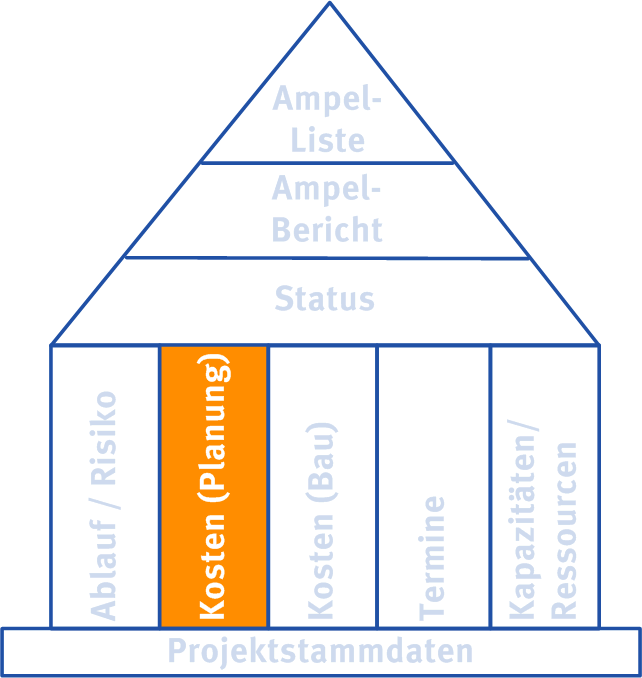 Ampel-
Liste
Ampel-
Bericht
Status
Ablauf / Risiko
Kosten (Planung)
Kosten (Bau)
Termine
Kapazitäten/
Ressourcen
Projektstammdaten